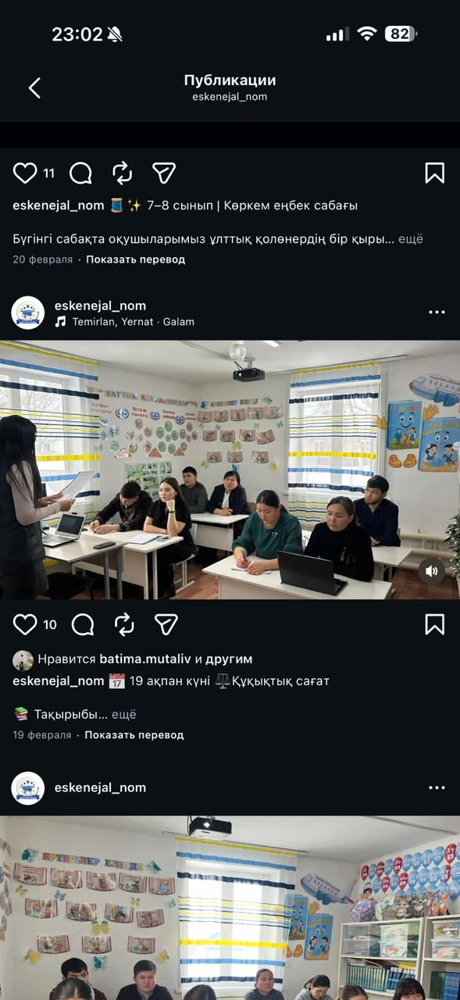 23:02
82
Публикации
eskenejal_nom
11
eskenejal_nom 🧵✨ 7–8 сынып | Көркем еңбек сабағы
Бүгінгі сабақта оқушыларымыз ұлттық қолөнердің бір қыры... ещё
20 февраля · Показать перевод
eskenejal_nom
Temirlan, Yernat · Galam
10
Нравится batima.mutaliv и другим
eskenejal_nom 📅 19 ақпан күні ⚖️Құқықтық сағат
📚 Тақырыбы... ещё
19 февраля · Показать перевод
eskenejal_nom
ЕРТЕГІЛЕР ЕЛІНДЕ